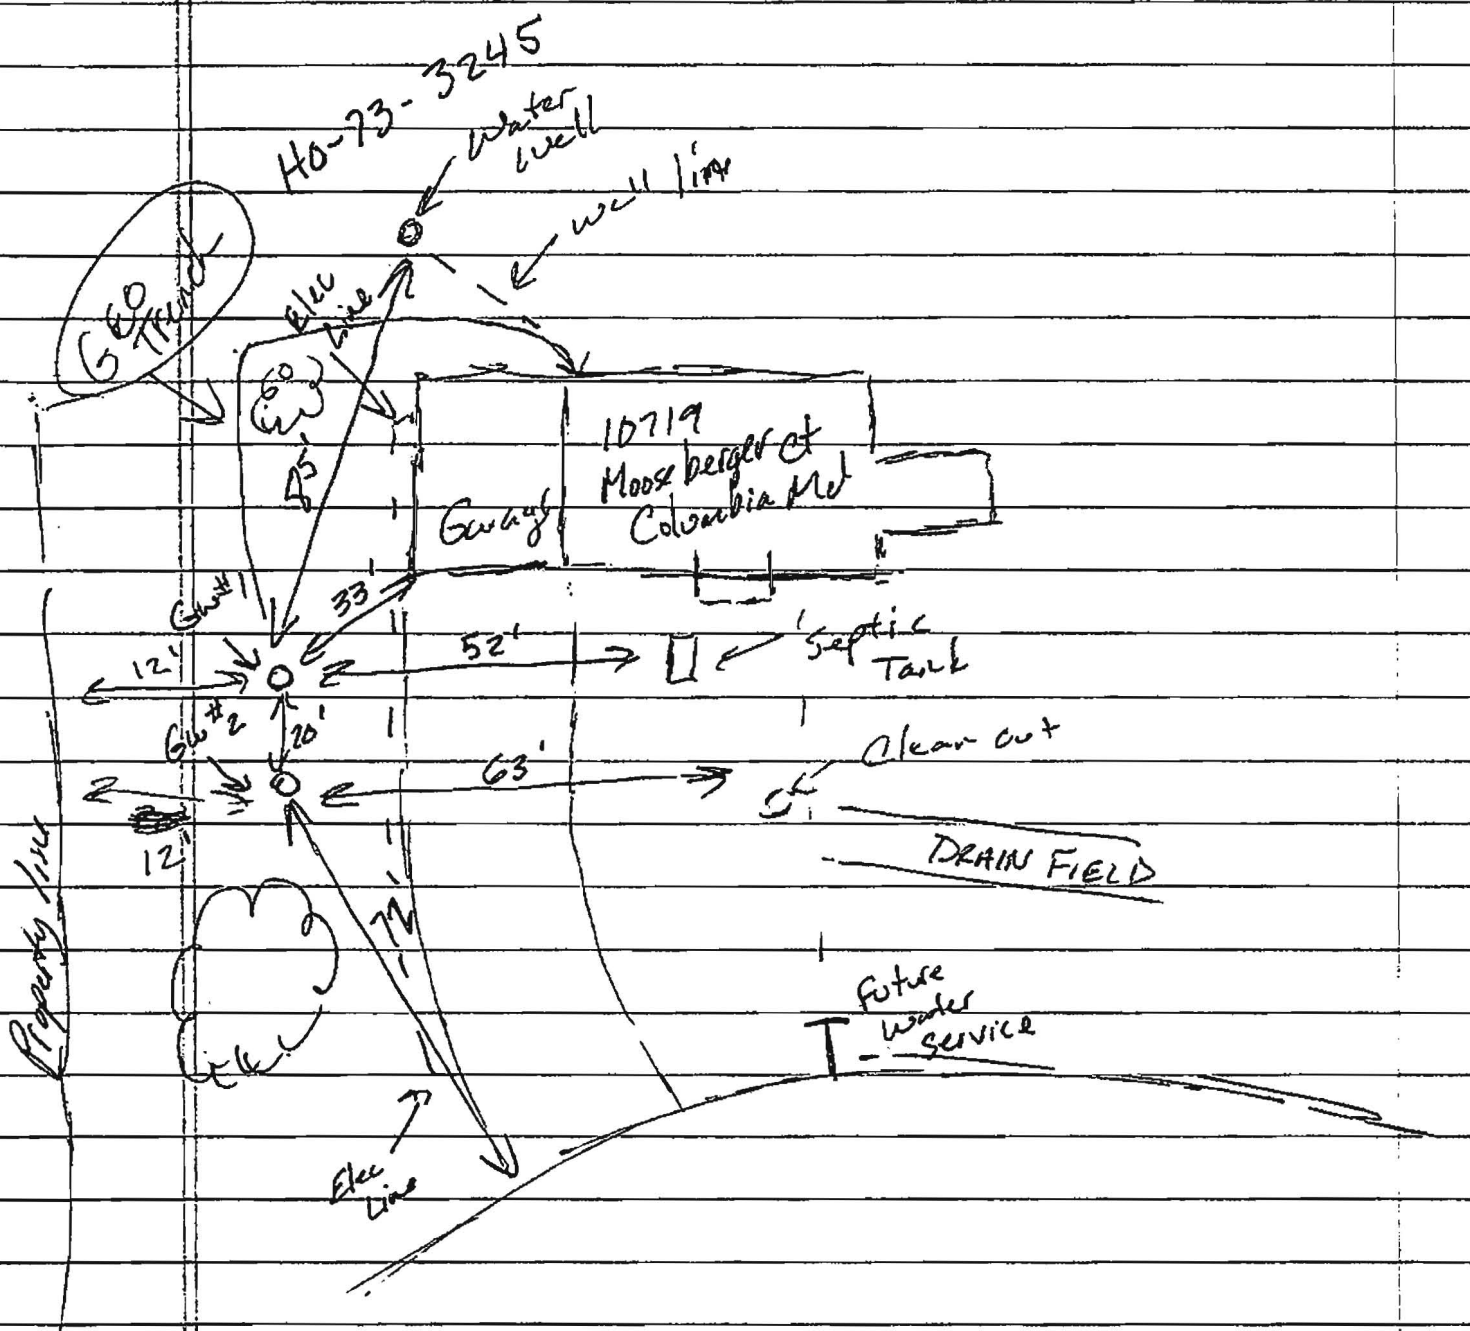 HO-73-3245
Water
Well
Well line
GEO
Trench
Elec
Line
60
85'
10719
Mooseberger Ct
Columbia Md
Garage
Gw#1
33'
12'
52'
Septic
Tank
Gw#2
20'
63'
Clean out
12'
DRAIN FIELD
Property line
72'
Future
Water
Service
Elec
Line